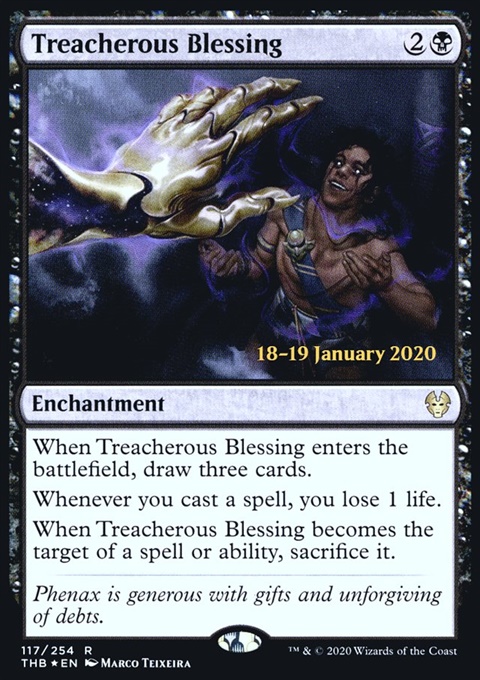 Treacherous Blessing 2
18–19 January 2020
Enchantment
When Treacherous Blessing enters the
battlefield, draw three cards.
Whenever you cast a spell, you lose 1 life.
When Treacherous Blessing becomes the
target of a spell or ability, sacrifice it.
Phenax is generous with gifts and unforgiving
of debts.
117/254 R
THB★EN Marco Teixeira
™ & © 2020 Wizards of the Coast